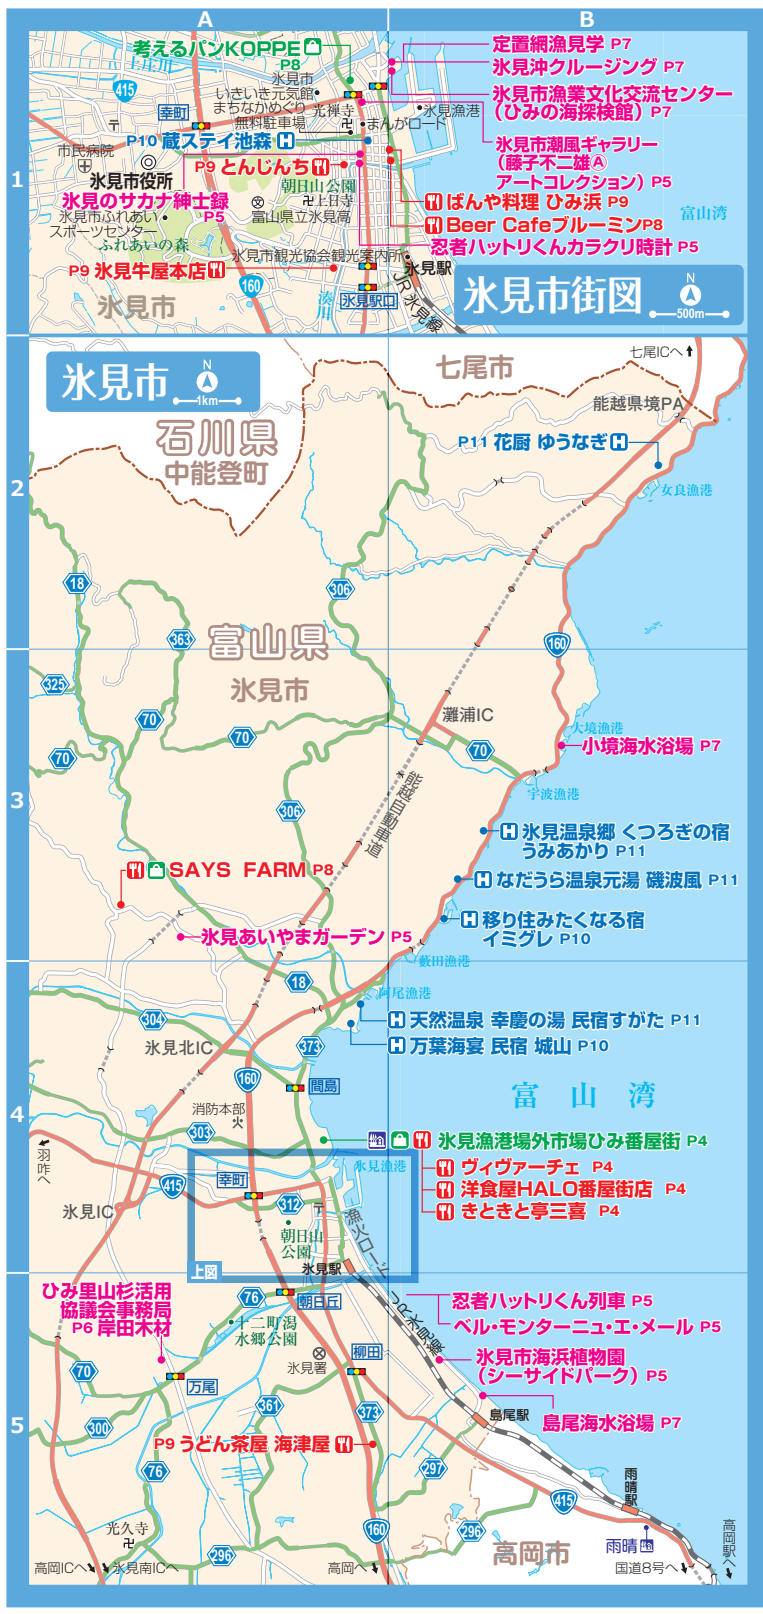 A
B
考えるパンKOPPE
P8
定置網漁見学 P7
氷見沖クルージング P7
氷見市漁業文化交流センター
(ひみの海探検館) P7
上庄川
415
氷見市
いきいき元気館
まちなかめぐり
無料駐車場
光禅寺
氷見漁港
まんがロード
幸町
P10 蔵ステイ池森 H
氷見市潮風ギャラリー
(藤子不二雄Ⓐ
アートコレクション) P5
市民病院
氷見市役所
P9 とんじんち
朝日山公園
上日寺
1
氷見のサカナ紳士録
P5
富山県立氷見高
ばんや料理 ひみ浜 P9
Beer Cafeブルーミン P8
富山湾
氷見市ふれあい
スポーツセンター
ふれあいの森
忍者ハットリくんカラクリ時計 P5
氷見市観光協会観光案内所
氷見駅
P9 氷見牛屋本店
160
氷見市
湊川
氷見駅口
JR氷見線
氷見市街図
N
500m
氷見市
N
1km
七尾市
七尾ICへ
石川県
中能登町
能越県境PA
P11 花厨 ゆうなぎ H
女良漁港
2
18
306
363
富山県
氷見市
160
325
70
70
70
灘浦IC
70
大境漁港
小境海水浴場 P7
宇波漁港
3
306
能越自動車道
H 氷見温泉郷 くつろぎの宿
うみあかり P11
SAYS FARM P8
H なだうら温泉元湯 磯波風 P11
H 移り住みたくなる宿
イミグレ P10
氷見あいやまガーデン P5
薮田漁港
18
阿尾漁港
304
H 天然温泉 幸慶の湯 民宿すがた P11
373
氷見北IC
H 万葉海宴 民宿 城山 P10
160
間島
富山湾
消防本部
4
303
氷見漁港場外市場ひみ番屋街 P4
羽咋へ
氷見漁港
ヴィヴァーチェ P4
415
幸町
洋食屋HALO番屋街店 P4
氷見IC
312
きときと亭三喜 P4
朝日山
公園
漁火ロード
上図
氷見駅
ひみ里山杉活用
協議会事務局
P6 岸田木材
76
朝日丘
忍者ハットリくん列車 P5
JR氷見線
ベル・モンターニュ・エ・メール P5
十二町潟
水郷公園
氷見署
柳田
氷見市海浜植物園
(シーサイドパーク) P5
70
万尾
361
373
島尾駅
島尾海水浴場 P7
5
300
P9 うどん茶屋 海津屋
76
297
雨晴駅
415
光久寺
160
296
雨晴
高岡駅へ
296
高岡市
高岡ICへ
氷見南ICへ
高岡へ
国道8号へ